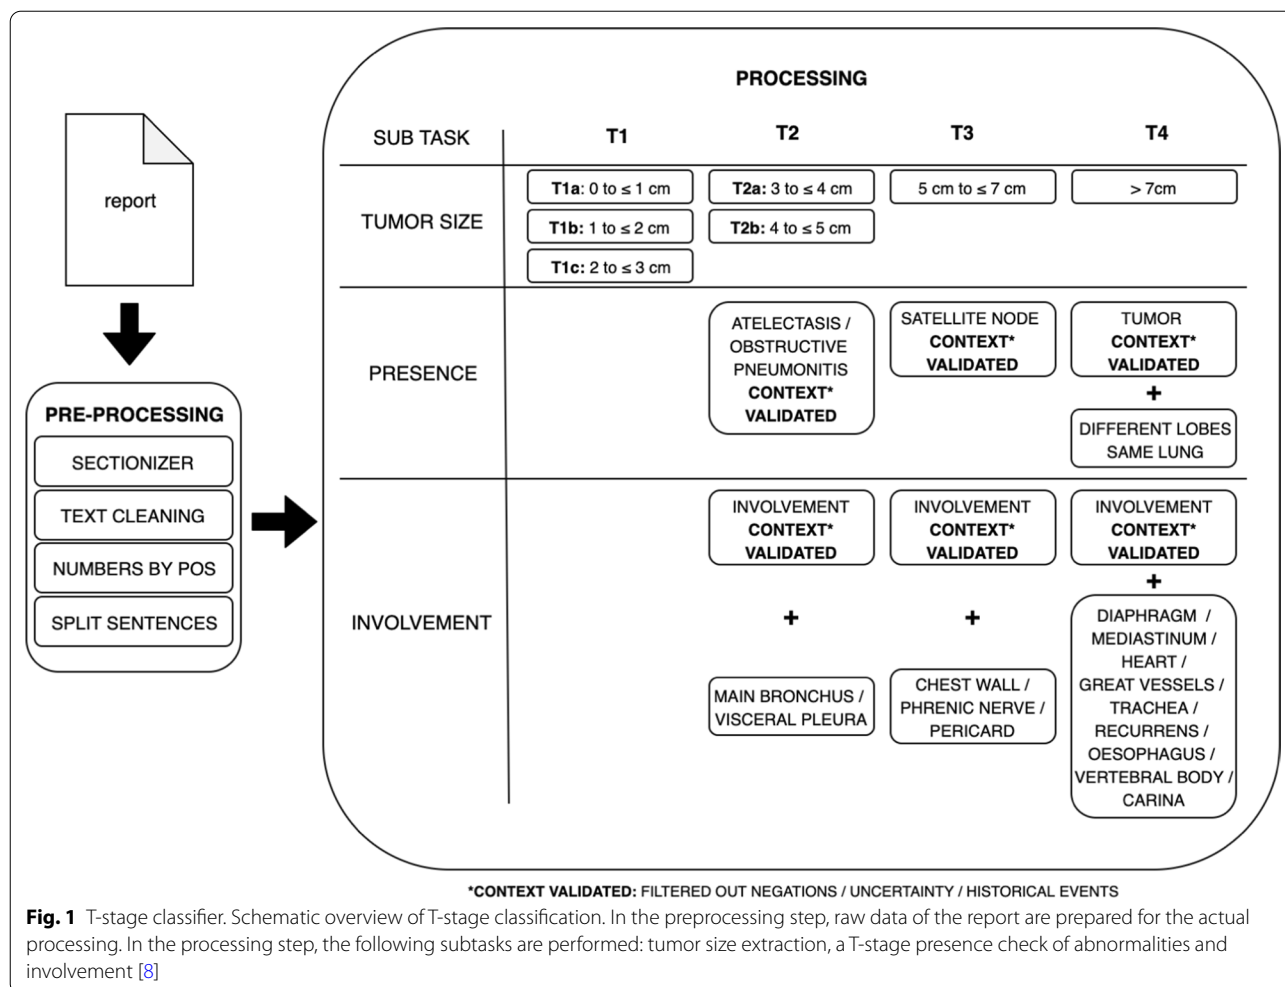 report
PRE-PROCESSING
SECTIONIZER
TEXT CLEANING
NUMBERS BY POS
SPLIT SENTENCES
PROCESSING
SUB TASK
T1
T2
T3
T4
TUMOR SIZE
T1a: 0 to ≤ 1 cm
T1b: 1 to ≤ 2 cm
T1c: 2 to ≤ 3 cm
T2a: 3 to ≤ 4 cm
T2b: 4 to ≤ 5 cm
5 cm to ≤ 7 cm
> 7cm
PRESENCE
ATELECTASIS /
OBSTRUCTIVE
PNEUMONITIS
CONTEXT*
VALIDATED
SATELLITE NODE
CONTEXT*
VALIDATED
TUMOR
CONTEXT*
VALIDATED
+
DIFFERENT LOBES
SAME LUNG
INVOLVEMENT
INVOLVEMENT
CONTEXT*
VALIDATED
+
MAIN BRONCHUS /
VISCERAL PLEURA
INVOLVEMENT
CONTEXT*
VALIDATED
+
CHEST WALL /
PHRENIC NERVE /
PERICARD
INVOLVEMENT
CONTEXT*
VALIDATED
+
DIAPHRAGM /
MEDIASTINUM /
HEART /
GREAT VESSELS /
TRACHEA /
RECURRENS /
OESOPHAGUS /
VERTEBRAL BODY /
CARINA
*CONTEXT VALIDATED: FILTERED OUT NEGATIONS / UNCERTAINTY / HISTORICAL EVENTS
Fig. 1 T-stage classifier. Schematic overview of T-stage classification. In the preprocessing step, raw data of the report are prepared for the actual
processing. In the processing step, the following subtasks are performed: tumor size extraction, a T-stage presence check of abnormalities and
involvement [8]